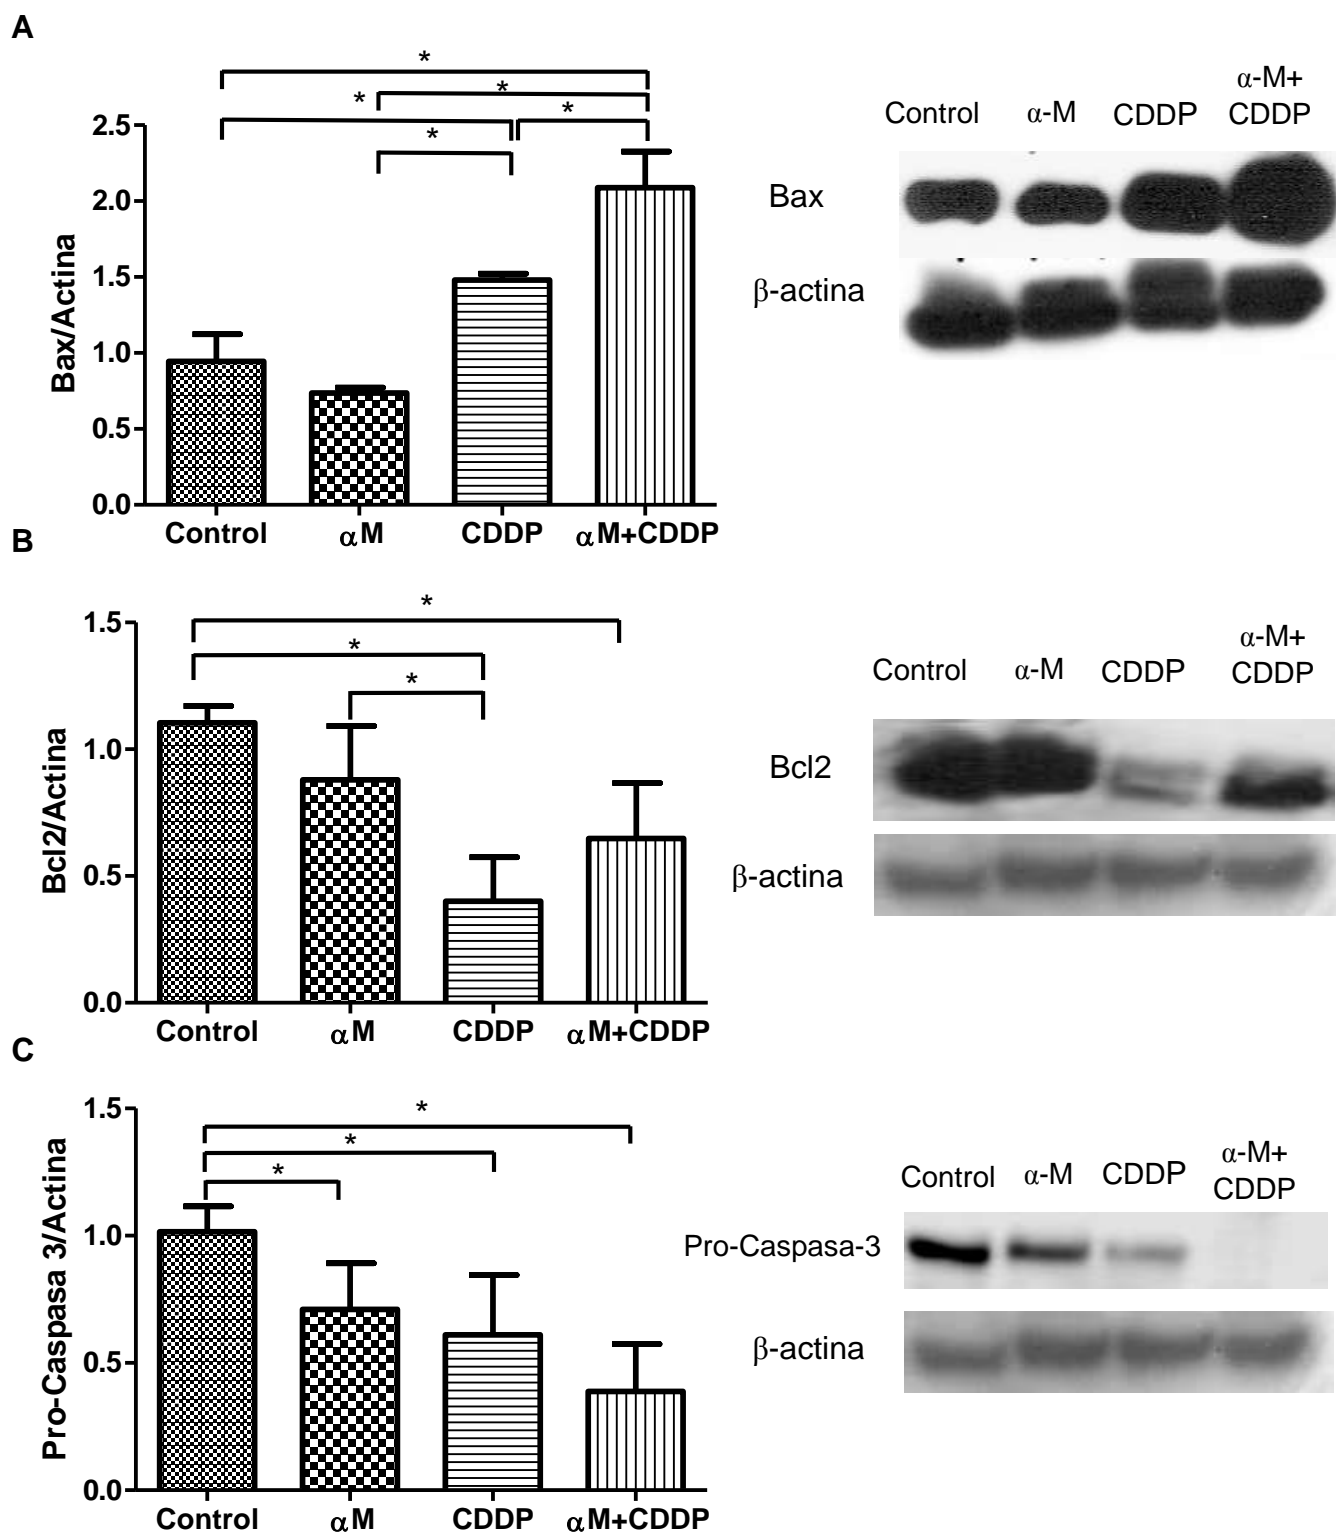 A
*
*
*
*
*
2.5
2.0
1.5
1.0
0.5
0.0
Bax/Actina
Control αM CDDP αM+CDDP
Control α-M CDDP α-M+
CDDP
Bax
β-actina
B
*
*
*
1.5
1.0
0.5
0.0
Bcl2/Actina
Control αM CDDP αM+CDDP
Control α-M CDDP α-M+
CDDP
Bcl2
β-actina
C
*
*
*
1.5
1.0
0.5
0.0
Pro-Caspasa 3/Actina
Control αM CDDP αM+CDDP
Control α-M CDDP α-M+
CDDP
Pro-Caspasa-3
β-actina